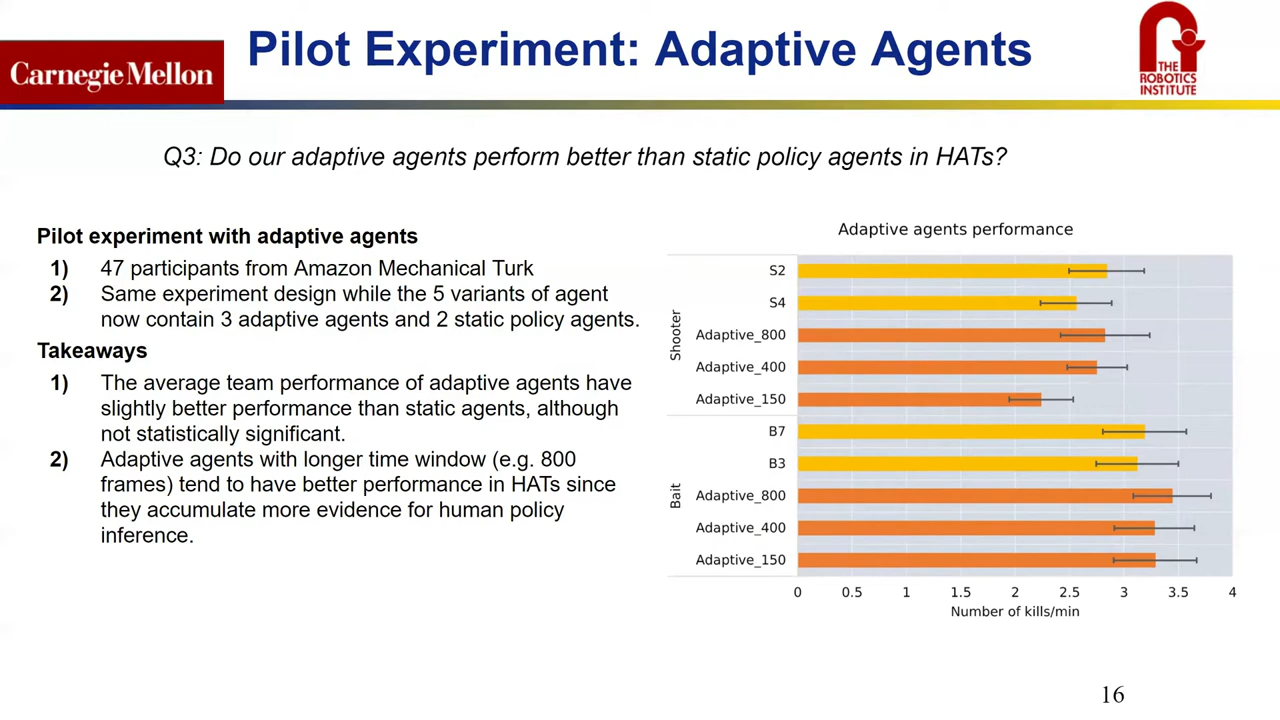 Pilot Experiment: Adaptive Agents
Carnegie Mellon
THE
ROBOTICS
INSTITUTE
Q3: Do our adaptive agents perform better than static policy agents in HATs?
Pilot experiment with adaptive agents
1) 47 participants from Amazon Mechanical Turk
2) Same experiment design while the 5 variants of agent
now contain 3 adaptive agents and 2 static policy agents.
Takeaways
1) The average team performance of adaptive agents have
slightly better performance than static agents, although
not statistically significant.
2) Adaptive agents with longer time window (e.g. 800
frames) tend to have better performance in HATs since
they accumulate more evidence for human policy
inference.
Adaptive agents performance
Shooter
S2
S4
Adaptive_800
Adaptive_400
Adaptive_150
Bait
B7
B3
Adaptive_800
Adaptive_400
Adaptive_150
0 0.5 1 1.5 2 2.5 3 3.5 4
Number of kills/min
16